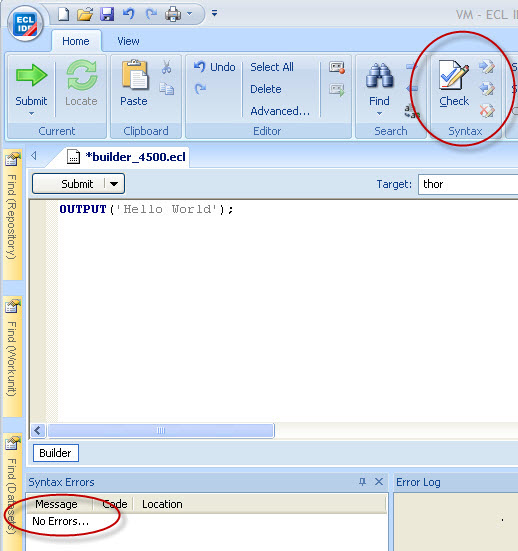 VM - ECL I
ECL
IDE
Home View
Submit Locate
Current
Paste
Clipboard
Undo Select All
Delete
Advanced...
Editor
Find
Search
Check
Syntax
*builder_4500.ecl
Submit Target: thor
OUTPUT('Hello World');
Find (Repository)
Find (Workunit)
Find (Datasets)
Builder
Syntax Errors Error Log
Message Code Location
No Errors...